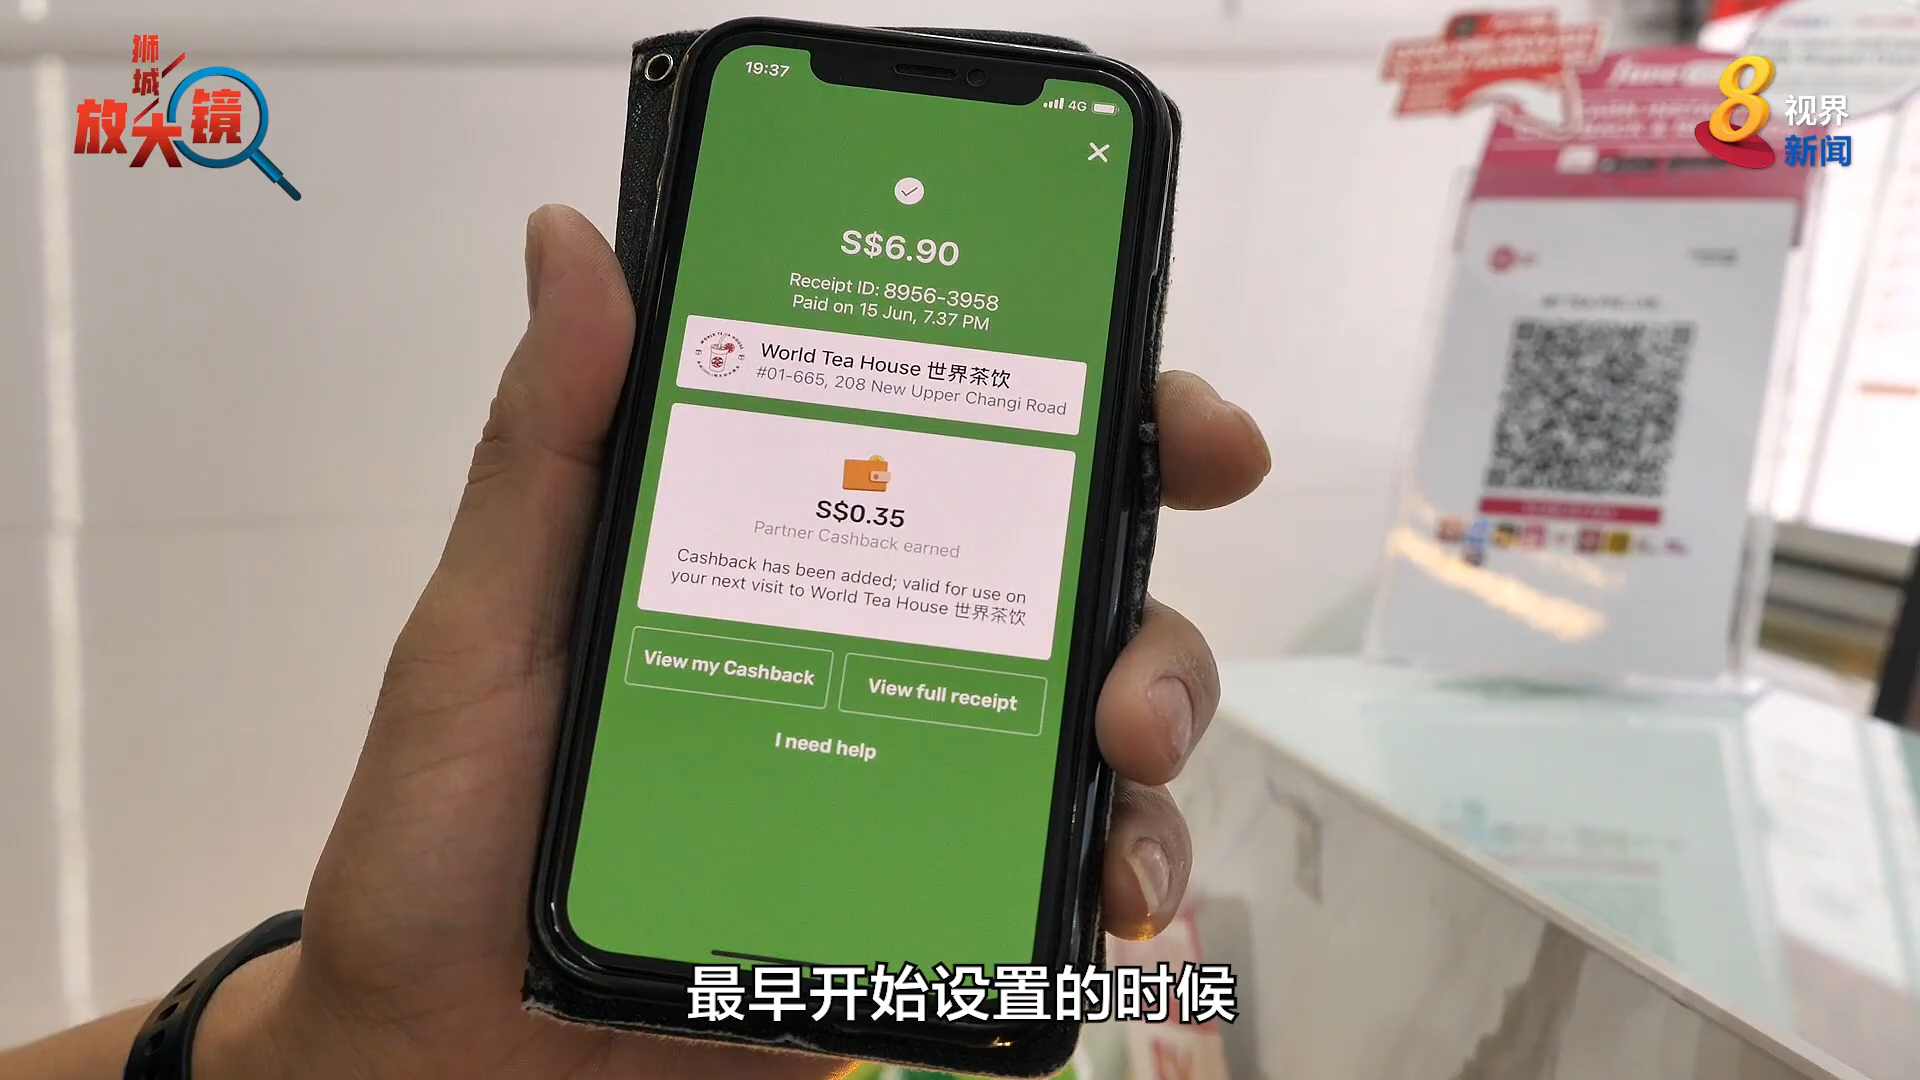 狮城
放大镜
8视界
新闻
19:37
4G
S$6.90
Receipt ID: 8956-3958
Paid on 15 Jun, 7.37 PM
World Tea House 世界茶饮
#01-665, 208 New Upper Changi Road
S$0.35
Partner Cashback earned
Cashback has been added; valid for use on
your next visit to World Tea House 世界茶饮
View my Cashback
View full receipt
I need help
最早开始设置的时候